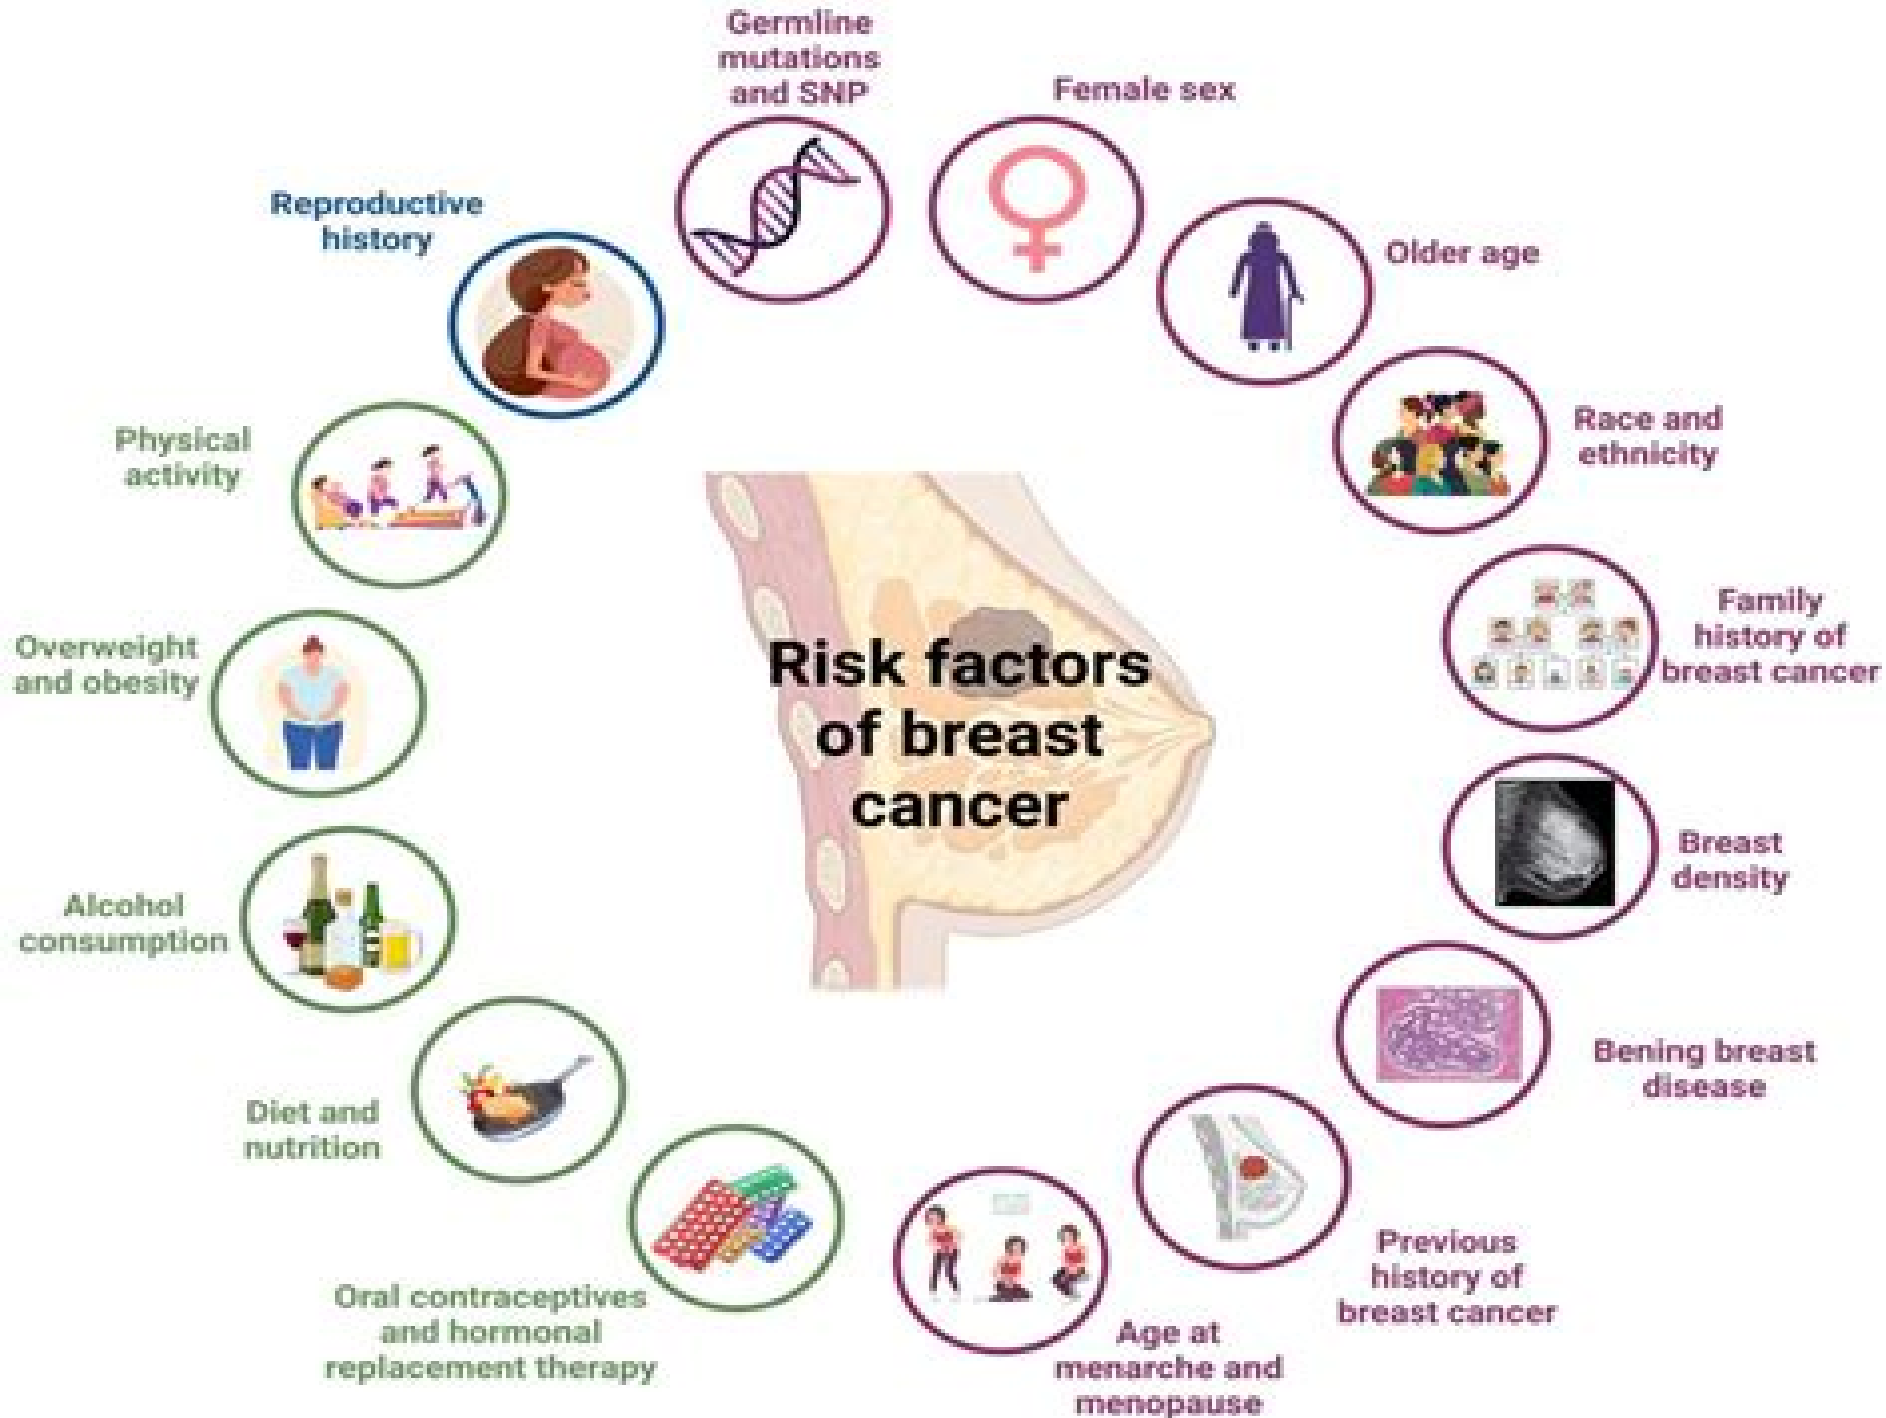 Germline
mutations
and SNP
Female sex
Older age
Race and
ethnicity
Family
history of
breast cancer
Breast
density
Bening breast
disease
Previous
history of
breast cancer
Age at
menarche and
menopause
Oral contraceptives
and hormonal
replacement therapy
Diet and
nutrition
Alcohol
consumption
Overweight
and obesity
Physical
activity
Reproductive
history
Risk factors
of breast
cancer